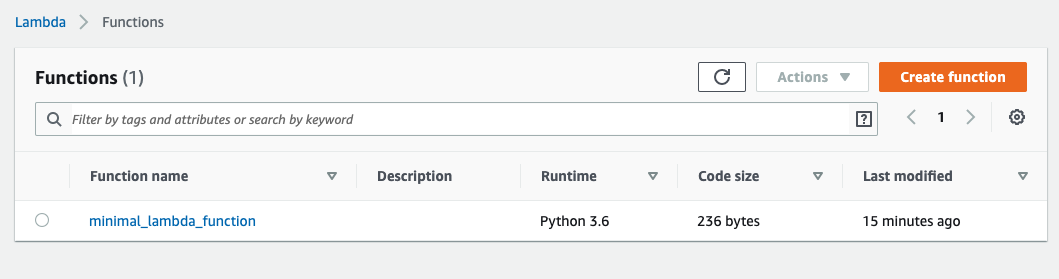 Lambda > Functions
Functions (1)
Actions
Create function
Filter by tags and attributes or search by keyword
?
1
Function name Description Runtime Code size Last modified
minimal_lambda_function Python 3.6 236 bytes 15 minutes ago